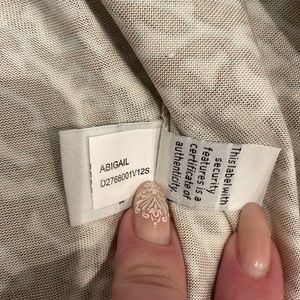 ABIGAIL
D2768001V12S
This label with
security
features is a
certificate of
authenticity.